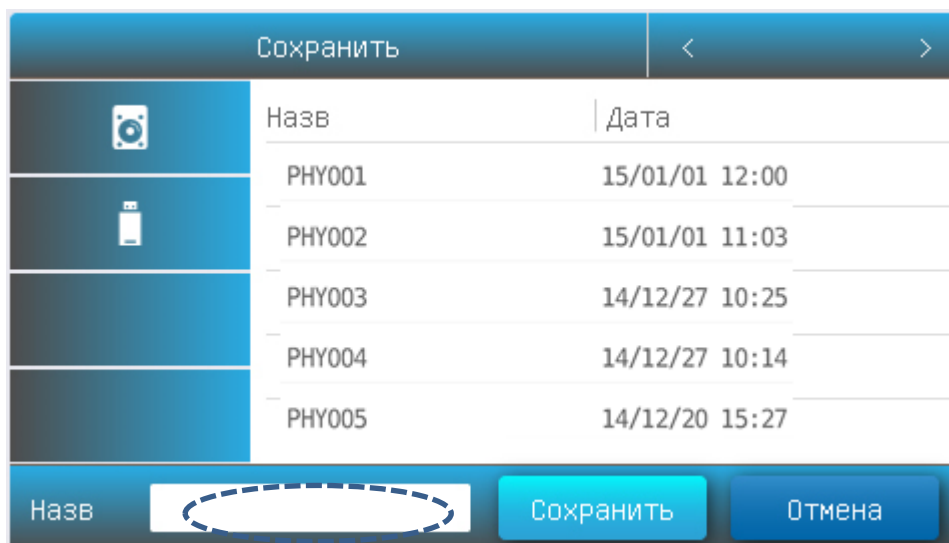 Сохранить < >
Назв Дата
PHY001 15/01/01 12:00
PHY002 15/01/01 11:03
PHY003 14/12/27 10:25
PHY004 14/12/27 10:14
PHY005 14/12/20 15:27
Назв Сохранить Отмена